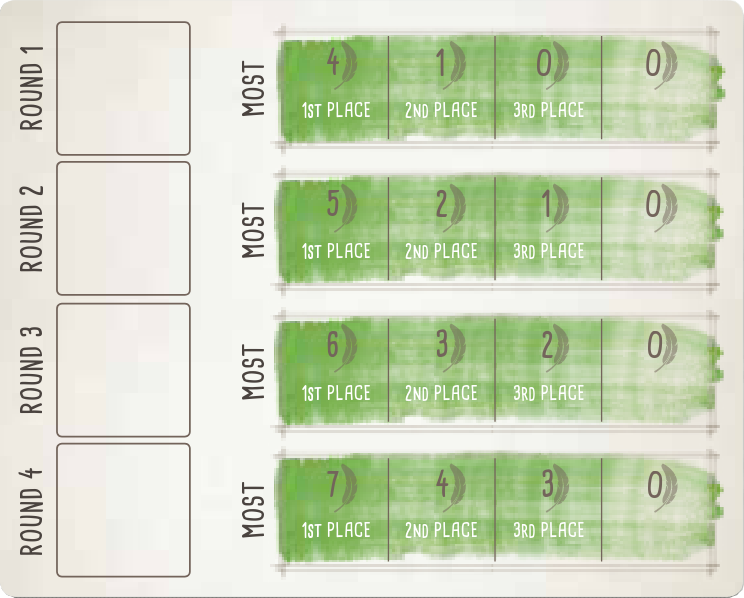 ROUND 1
MOST
4 1 0 0
1ST PLACE 2ND PLACE 3RD PLACE
ROUND 2
MOST
5 2 1 0
1ST PLACE 2ND PLACE 3RD PLACE
ROUND 3
MOST
6 3 2 0
1ST PLACE 2ND PLACE 3RD PLACE
ROUND 4
MOST
7 4 3 0
1ST PLACE 2ND PLACE 3RD PLACE